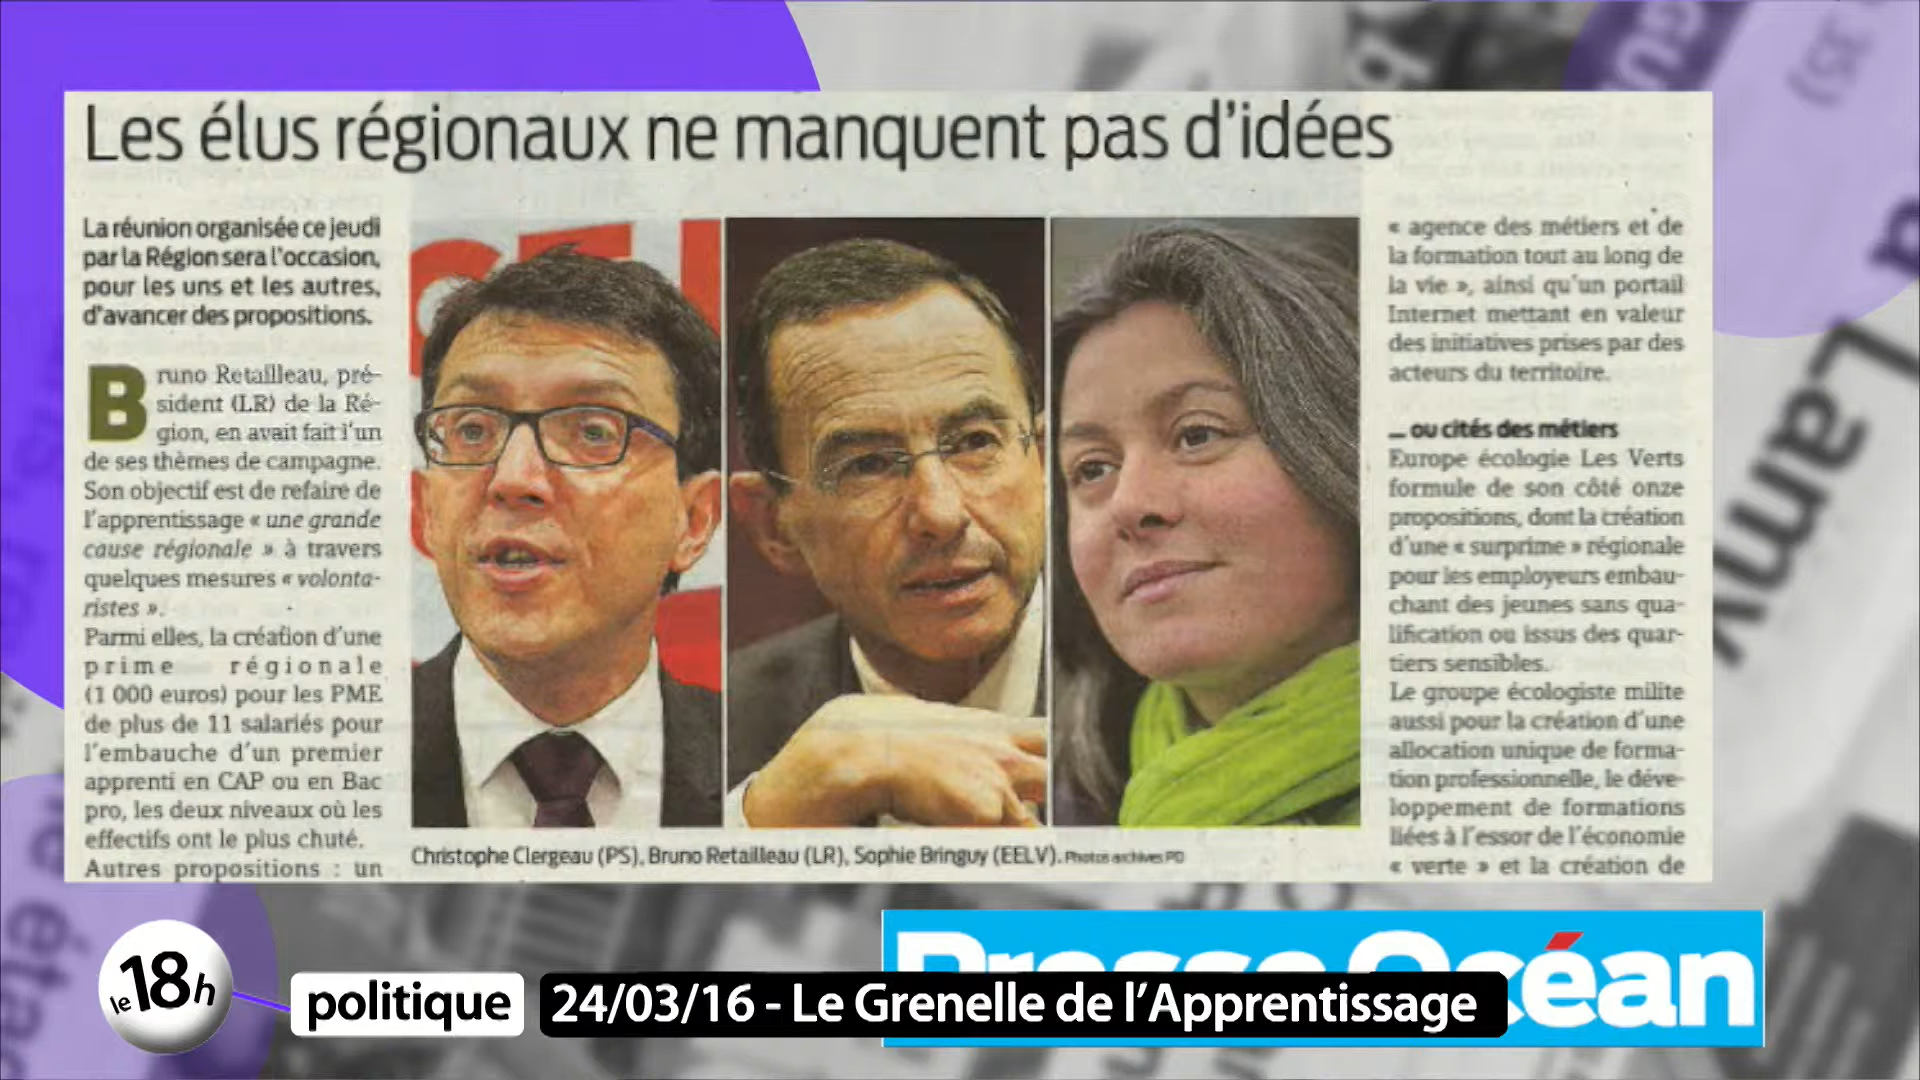 Les élus régionaux ne manquent pas d'idées
La réunion organisée ce jeudi
par la Région sera l'occasion,
pour les uns et les autres,
d'avancer des propositions.
Bruno Retailleau, pré-
sident (LR) de la Ré-
gion, en avait fait l'un
de ses thèmes de campagne.
Son objectif est de refaire de
l'apprentissage « une grande
cause régionale » à travers
quelques mesures « volonta-
ristes ».
Parmi elles, la création d'une
prime régionale
(1 000 euros) pour les PME
de plus de 11 salariés pour
l'embauche d'un premier
apprenti en CAP ou en Bac
pro, les deux niveaux où les
effectifs ont le plus chuté.
Autres propositions : un
Christophe Clergeau (PS), Bruno Retailleau (LR), Sophie Bringuy (EELV). Photos archives PO
« agence des métiers et de
la formation tout au long de
la vie », ainsi qu'un portail
Internet mettant en valeur
des initiatives prises par des
acteurs du territoire.
... ou cités des métiers
Europe écologie Les Verts
formule de son côté onze
propositions, dont la création
d'une « surprime » régionale
pour les employeurs embau-
chant des jeunes sans qua-
lification ou issus des quar-
tiers sensibles.
Le groupe écologiste milite
aussi pour la création d'une
allocation unique de forma-
tion professionnelle, le déve-
loppement de formations
liées à l'essor de l'économie
« verte » et la création de
Presse Océan
le 18h
politique
24/03/16 - Le Grenelle de l'Apprentissage
a Lamy
35)